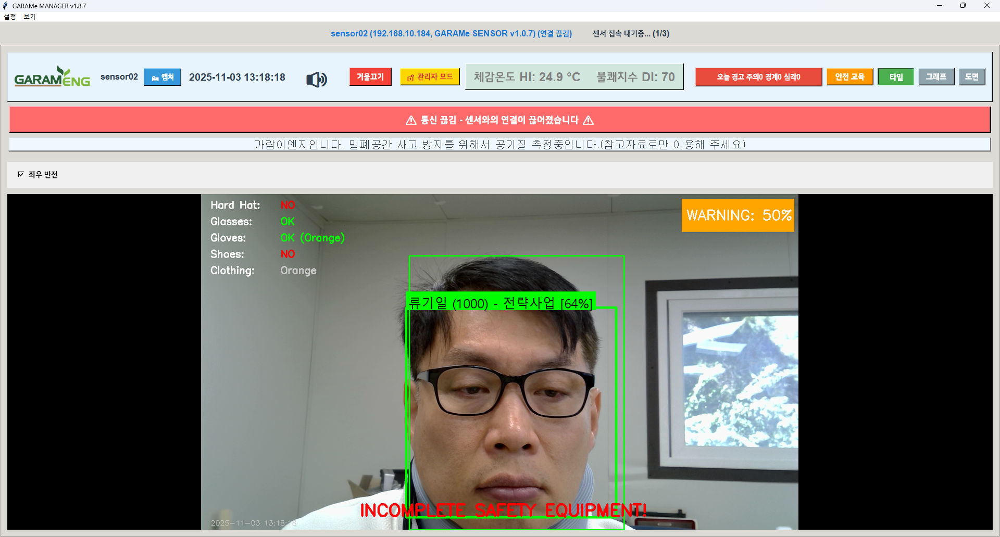 GARAMe MANAGER v1.8.7
설정 보기
sensor02 (192.168.10.184, GARAMe SENSOR v1.0.7) (연결 끊김) 센서 접속 대기중... (1/3)
GARAMENG sensor02 캡쳐 2025-11-03 13:18:18 거울끄기 관리자 모드 체감온도 HI: 24.9 °C 불쾌지수 DI: 70 오늘 경고 주의0 경계0 심각0 안전 교육 타일 그래프 도면
⚠ 통신 끊김 - 센서와의 연결이 끊어졌습니다 ⚠
가람이엔지입니다. 밀폐공간 사고 방지를 위해서 공기질 측정중입니다.(참고자료로만 이용해 주세요)
좌우 반전
Hard Hat: NO
Glasses: OK
Gloves: OK (Orange)
Shoes: NO
Clothing: Orange
WARNING: 50%
류기일 (1000) - 전략사업 [64%]
INCOMPLETE SAFETY EQUIPMENT!
2025-11-03 13:18:18